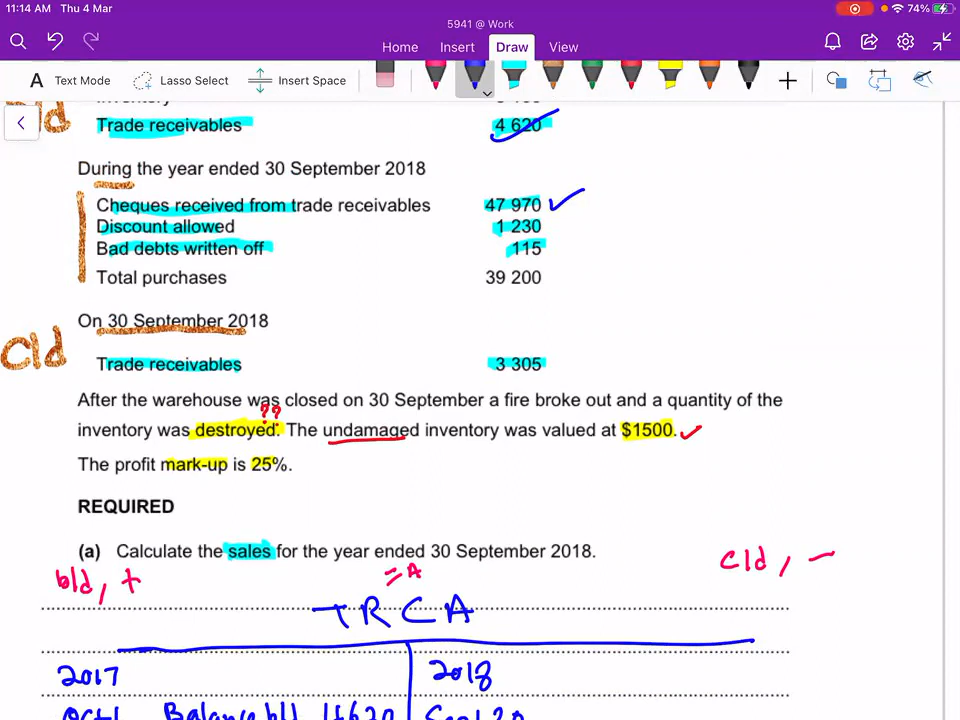 11:14 AM Thu 4 Mar
5941 @ Work
74%
Home Insert Draw View
A Text Mode Lasso Select Insert Space
b/d
Trade receivables 4 620
During the year ended 30 September 2018
Cheques received from trade receivables 47 970
Discount allowed 1 230
Bad debts written off 115
Total purchases 39 200
On 30 September 2018
c/d
Trade receivables 3 305
After the warehouse was closed on 30 September a fire broke out and a quantity of the
??
inventory was destroyed. The undamaged inventory was valued at $1500.
The profit mark-up is 25%.
REQUIRED
(a) Calculate the sales for the year ended 30 September 2018.
b/d, + = A c/d, −
TRCA
2017 2018
Oct 1 Balance b/d 4620